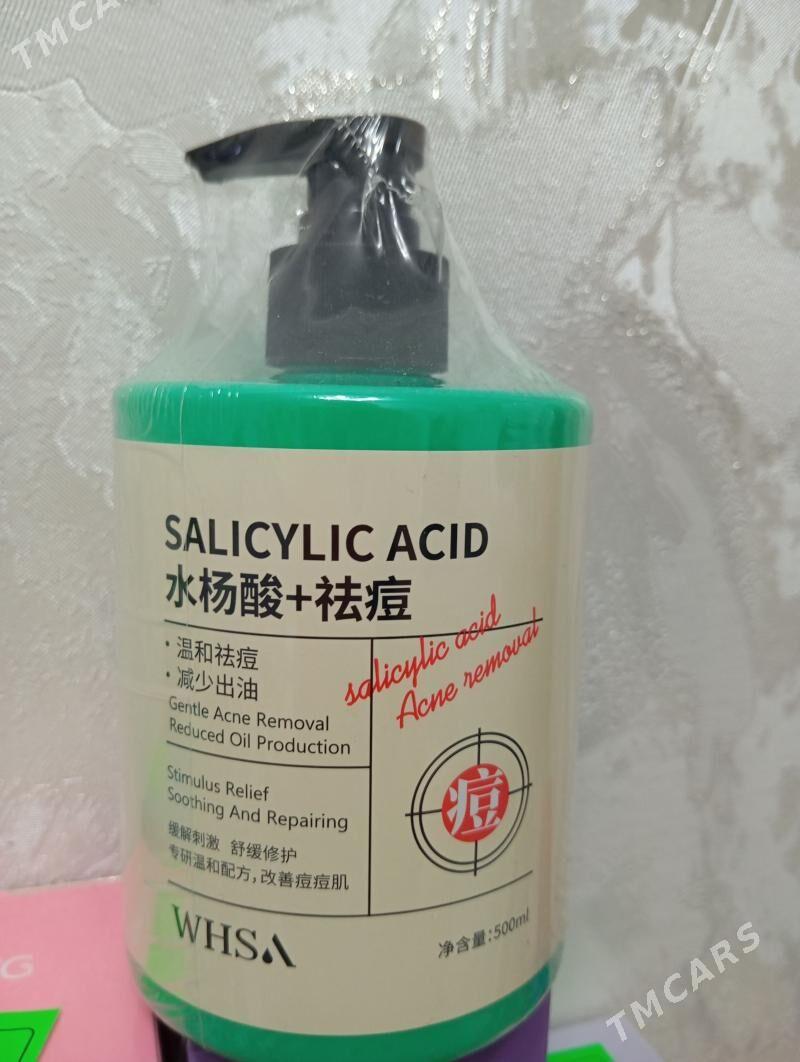 TMCARS
SALICYLIC ACID
水杨酸+祛痘
· 温和祛痘
· 减少出油
Gentle Acne Removal
Reduced Oil Production
salicylic acid
Acne removal
痘
Stimulus Relief
Soothing And Repairing
缓解刺激 舒缓修护
专研温和配方,改善痘痘肌
WHSA
净含量:500ml
G
TMCARS